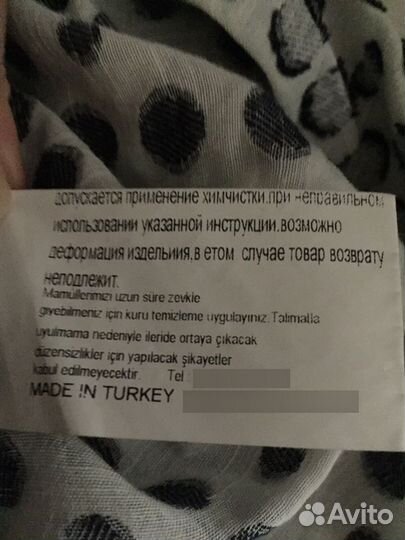 допускается применение химчистки.при неправильном
использовании указанной инструкции.возможно
деформация издельиия.в етом случае товар возврату
неподлежит.
Mamüllerimizi uzun süre zevkle
giyebilmeniz için kuru temizleme uygulayınız.Talimatla
uyulmama nedeniyle ileride ortaya çıkacak
düzensizlikler için yapılacak şikayetler
kabul edilmeyecektir. Tel :
MADE IN TURKEY
Avito